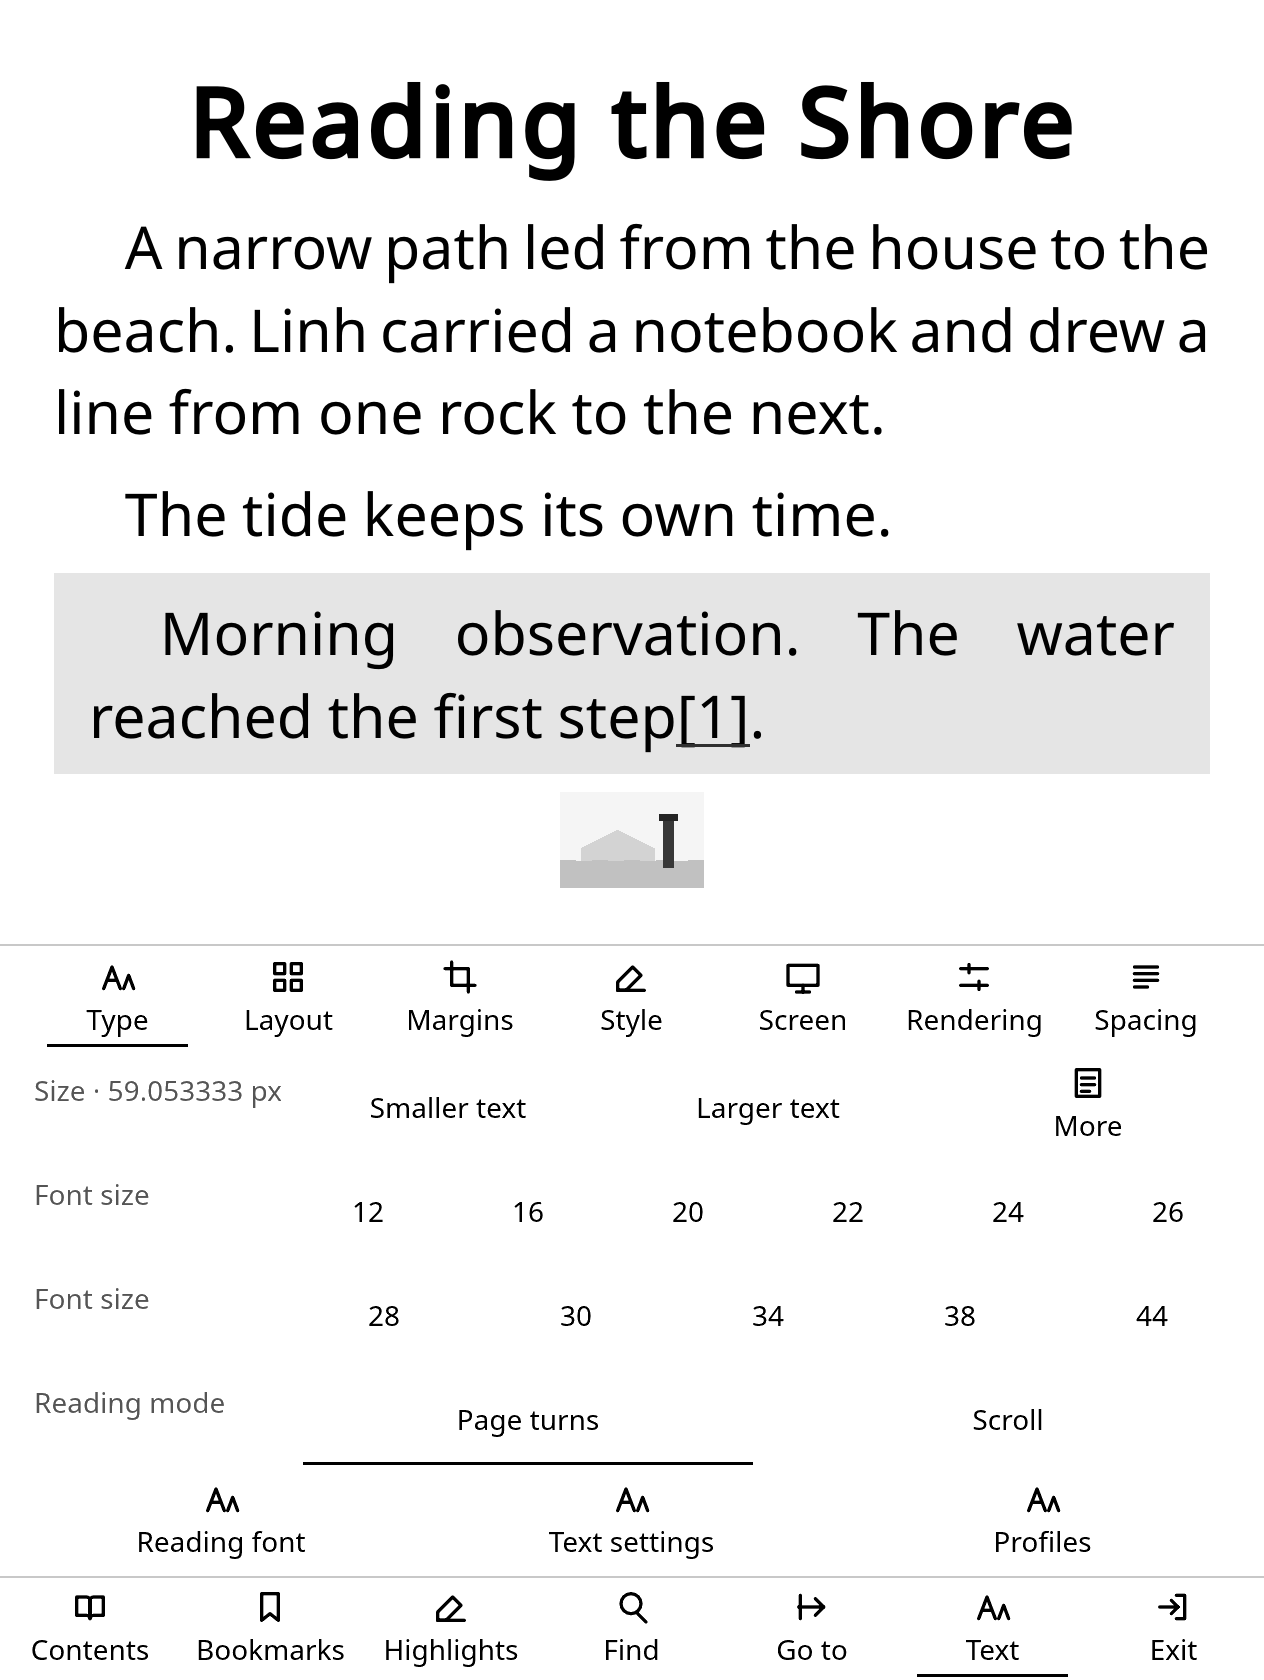 Reading the Shore
A narrow path led from the house to the
beach. Linh carried a notebook and drew a
line from one rock to the next.
The tide keeps its own time.
Morning observation. The water
reached the first step[1].
Type Layout Margins Style Screen Rendering Spacing
Size · 59.053333 px Smaller text Larger text More
Font size 12 16 20 22 24 26
Font size 28 30 34 38 44
Reading mode Page turns Scroll
Reading font Text settings Profiles
Contents Bookmarks Highlights Find Go to Text Exit